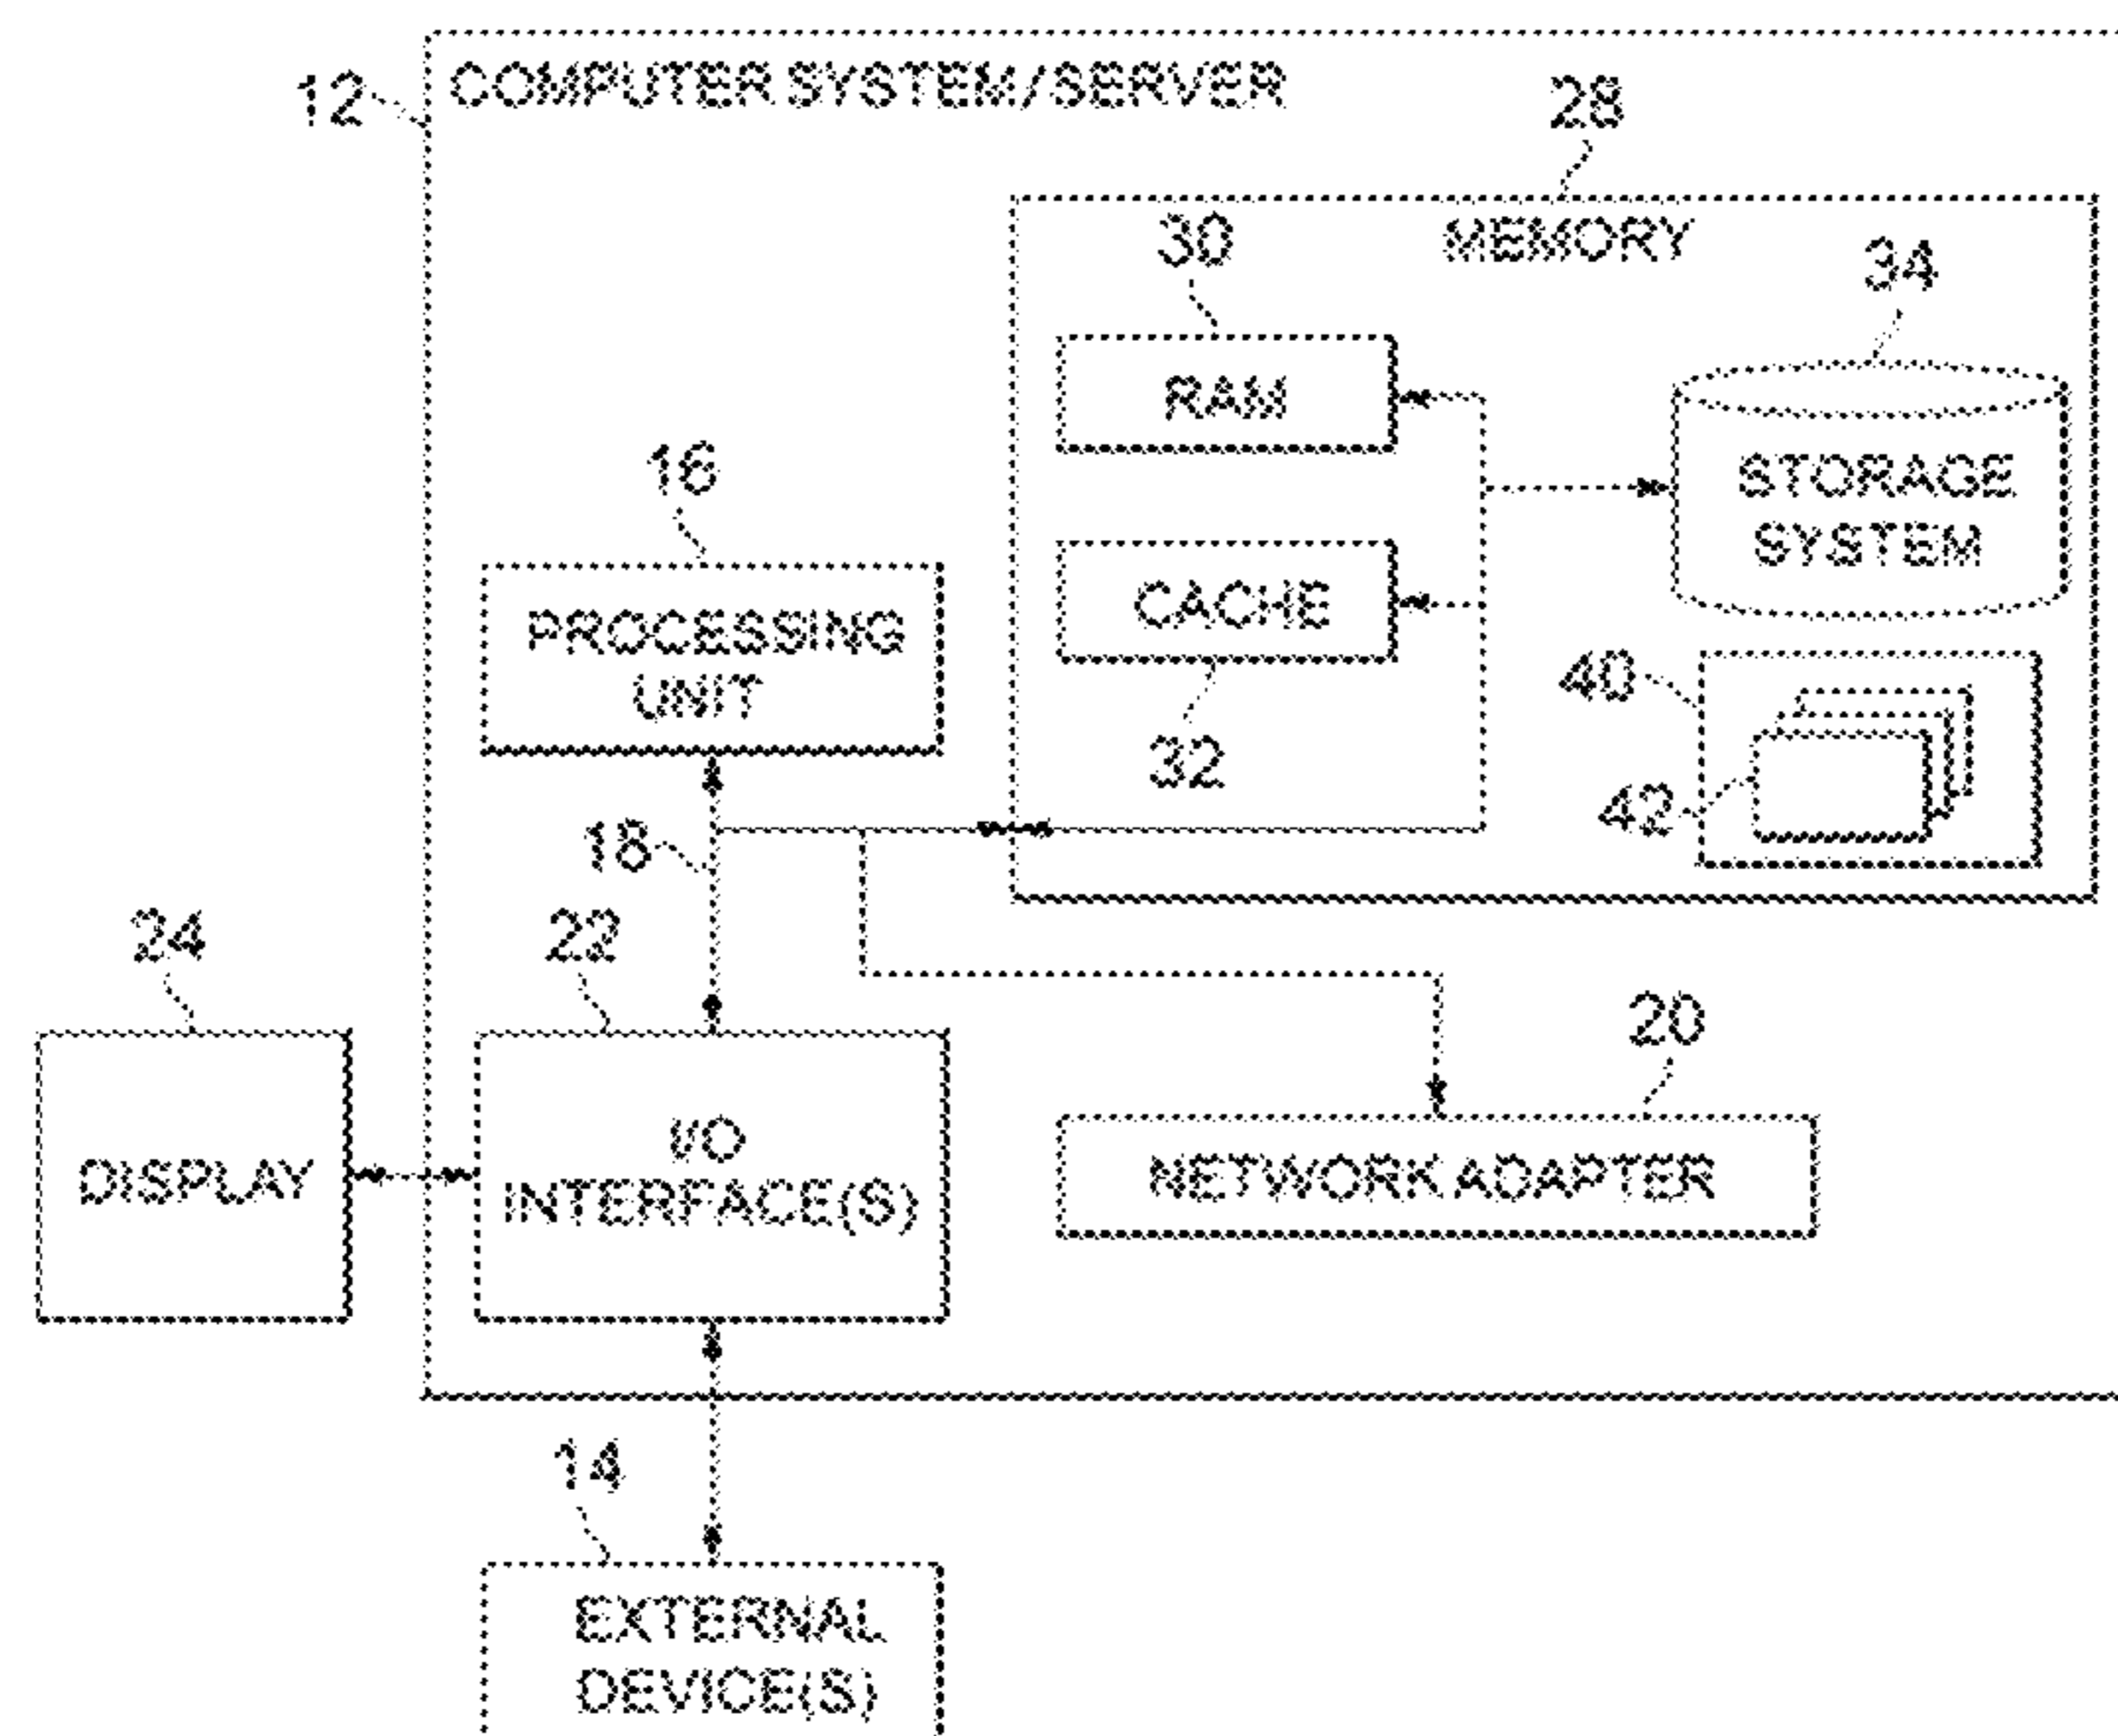 12
COMPUTER SYSTEM/SERVER
28
MEMORY
30
34
RAM
STORAGE
SYSTEM
16
PROCESSING
UNIT
CACHE
32
40
42
18
24
22
20
DISPLAY
I/O
INTERFACE(S)
NETWORK ADAPTER
14
EXTERNAL
DEVICE(S)